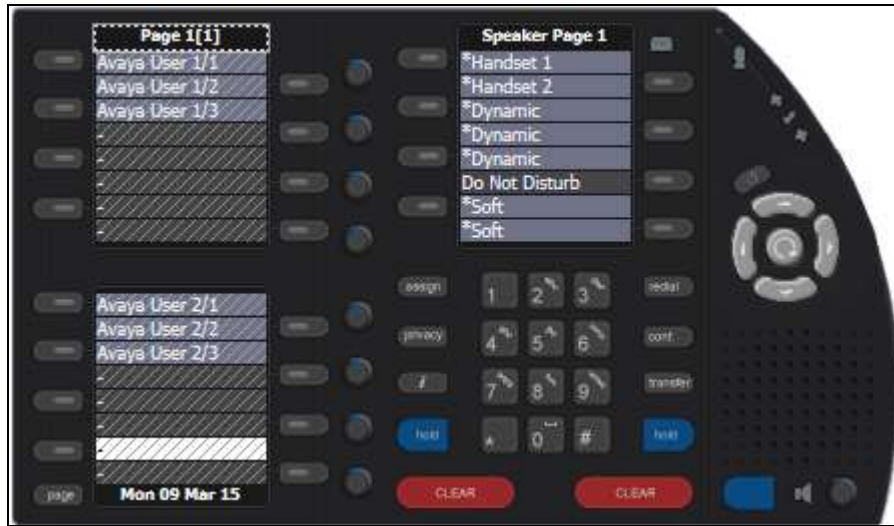 Page 1[1]
Avaya User 1/1
Avaya User 1/2
Avaya User 1/3
-
-
-
-
-
Speaker Page 1
*Handset 1
*Handset 2
*Dynamic
*Dynamic
*Dynamic
Do Not Disturb
*Soft
*Soft
Avaya User 2/1
Avaya User 2/2
Avaya User 2/3
-
-
-
-
-
page
Mon 09 Mar 15
assign
1 2 3
redial
privacy
4 5 6
conf.
i
7 8 9
transfer
hold
* 0 #
hold
CLEAR
CLEAR